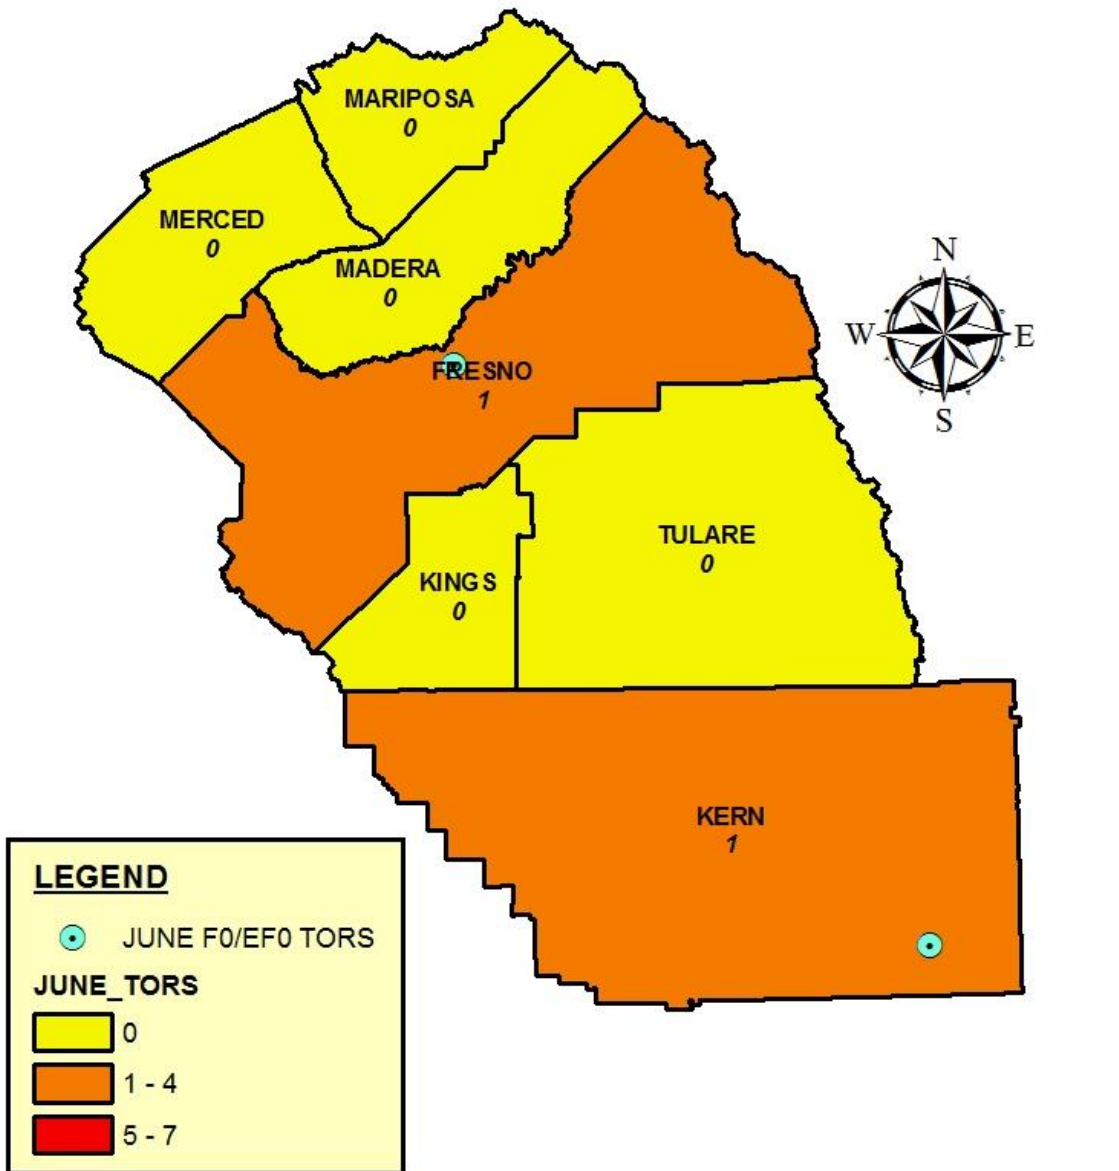 MARIPOSA
0
MERCED
0
MADERA
0
N
W
E
S
FRESNO
1
TULARE
0
KINGS
0
KERN
1
LEGEND
JUNE F0/EF0 TORS
JUNE_TORS
0
1 - 4
5 - 7